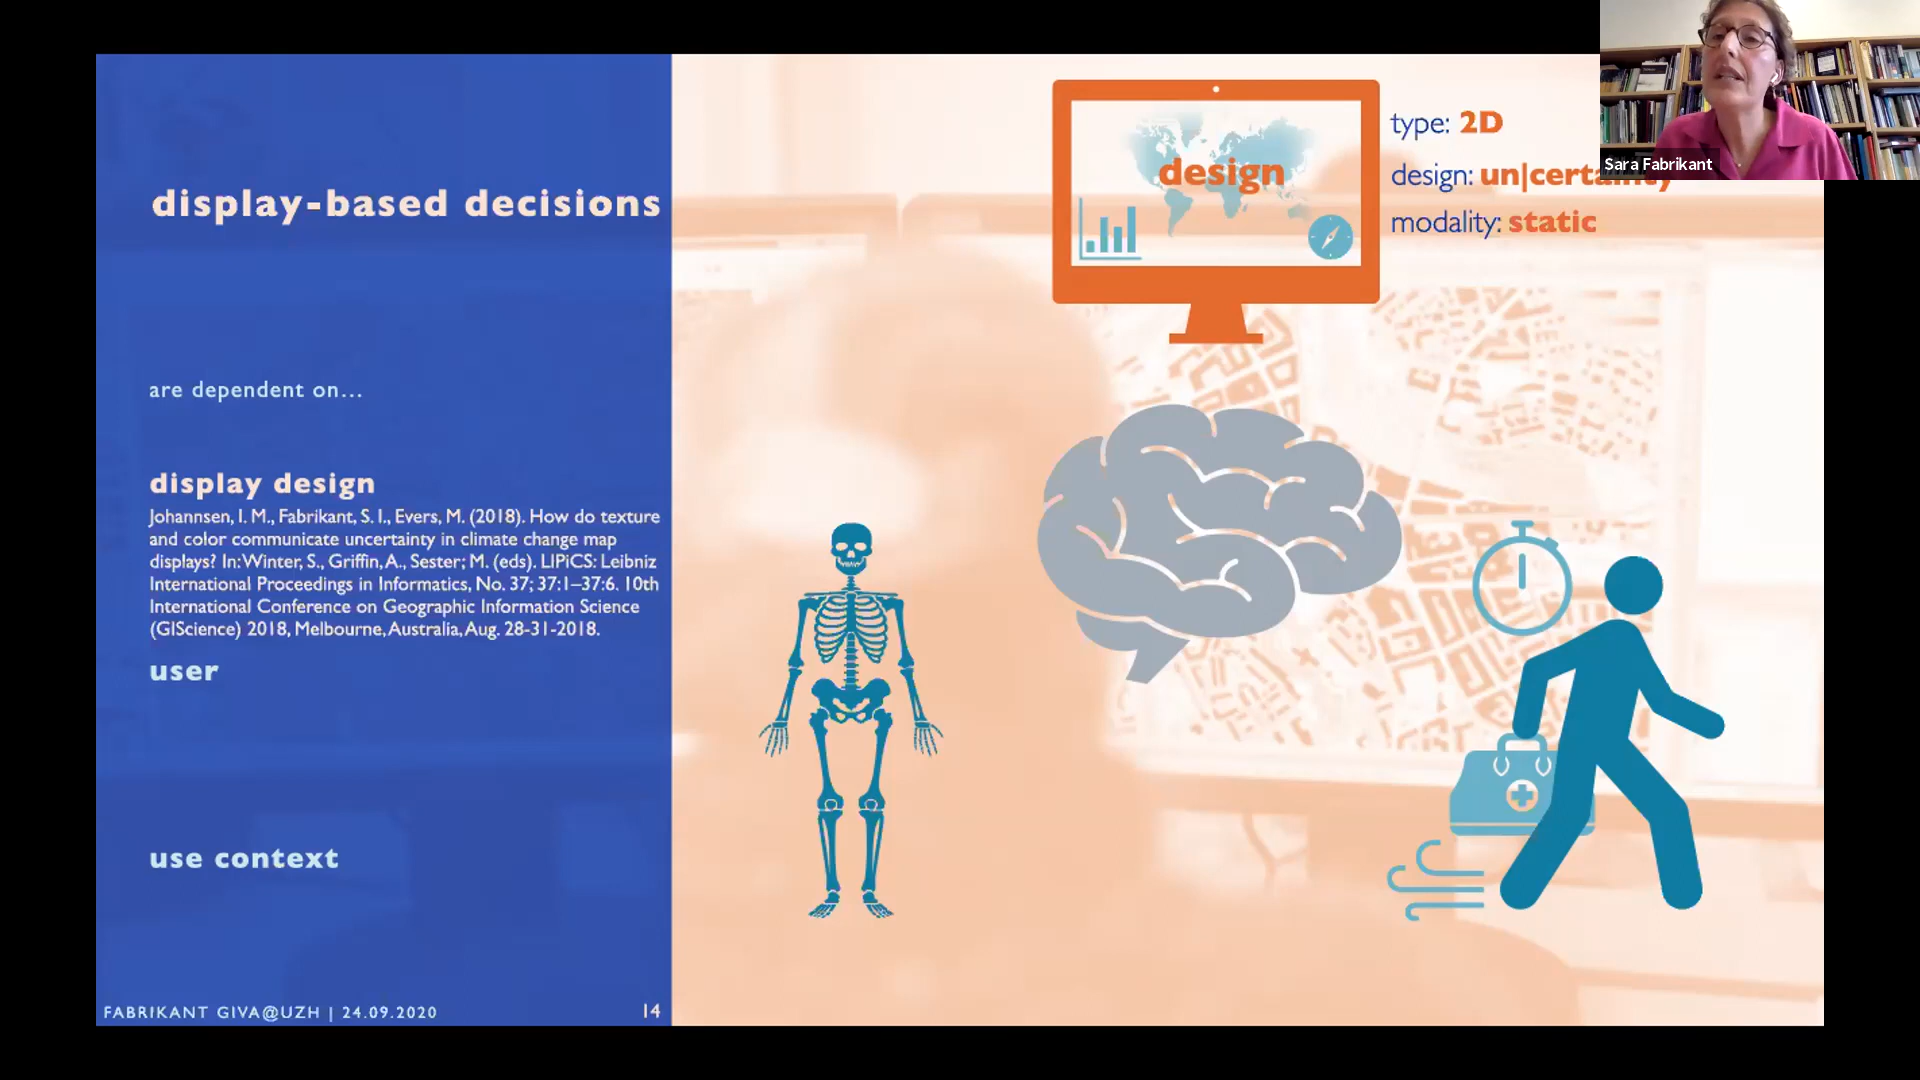 display-based decisions
are dependent on...
display design
Johannsen, I. M., Fabrikant, S. I., Evers, M. (2018). How do texture
and color communicate uncertainty in climate change map
displays? In: Winter, S., Griffin, A., Sester; M. (eds). LIPiCS: Leibniz
International Proceedings in Informatics, No. 37; 37:1–37:6. 10th
International Conference on Geographic Information Science
(GIScience) 2018, Melbourne, Australia, Aug. 28-31-2018.
user
use context
FABRIKANT GIVA@UZH | 24.09.2020
14
design
type: 2D
design: un|certainty
modality: static
Sara Fabrikant